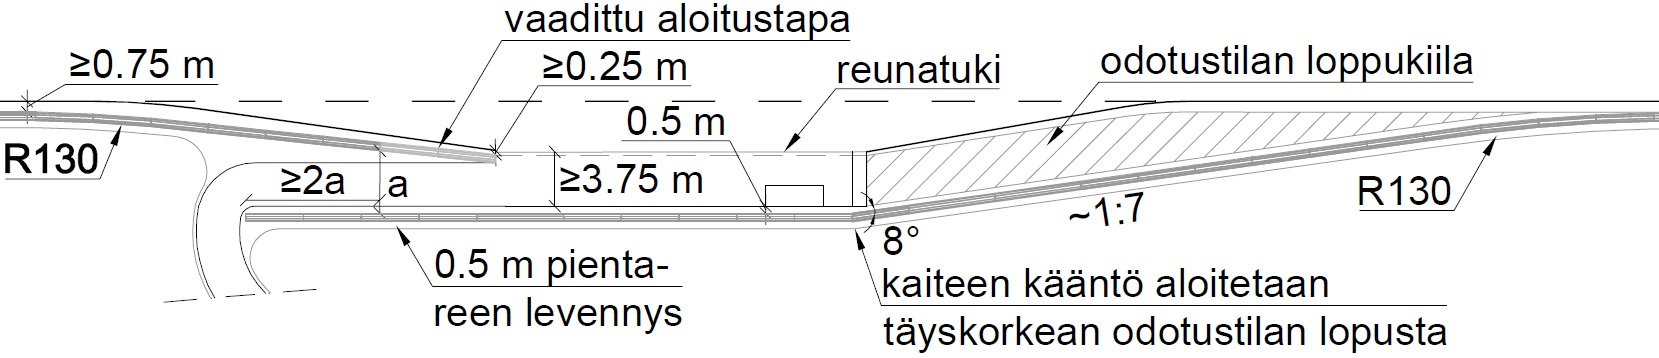 vaadittu aloitustapa
≥0.75 m
≥0.25 m
reunatuki
odotustilan loppukiila
0.5 m
R130
≥2a
a
≥3.75 m
R130
~1:7
8°
0.5 m pienta-
reen levennys
kaiteen kääntö aloitetaan
täyskorkean odotustilan lopusta